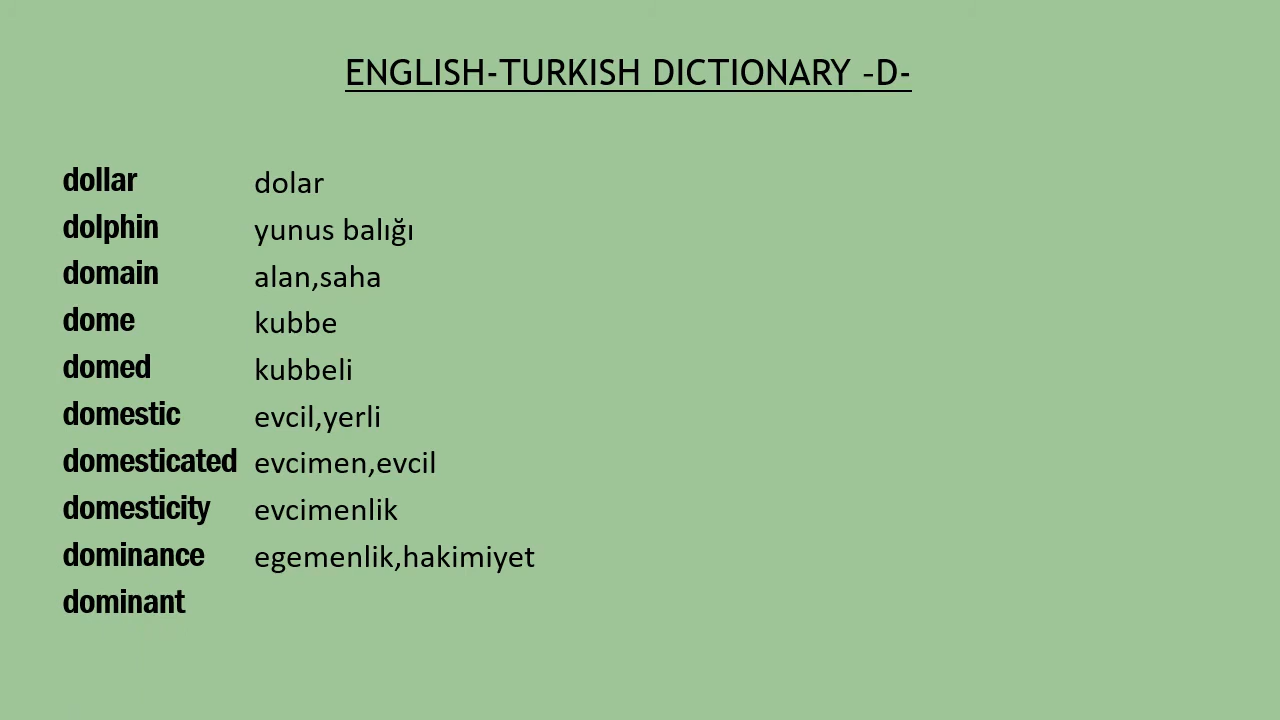 ENGLISH-TURKISH DICTIONARY –D-
dollar dolar
dolphin yunus balığı
domain alan,saha
dome kubbe
domed kubbeli
domestic evcil,yerli
domesticated evcimen,evcil
domesticity evcimenlik
dominance egemenlik,hakimiyet
dominant